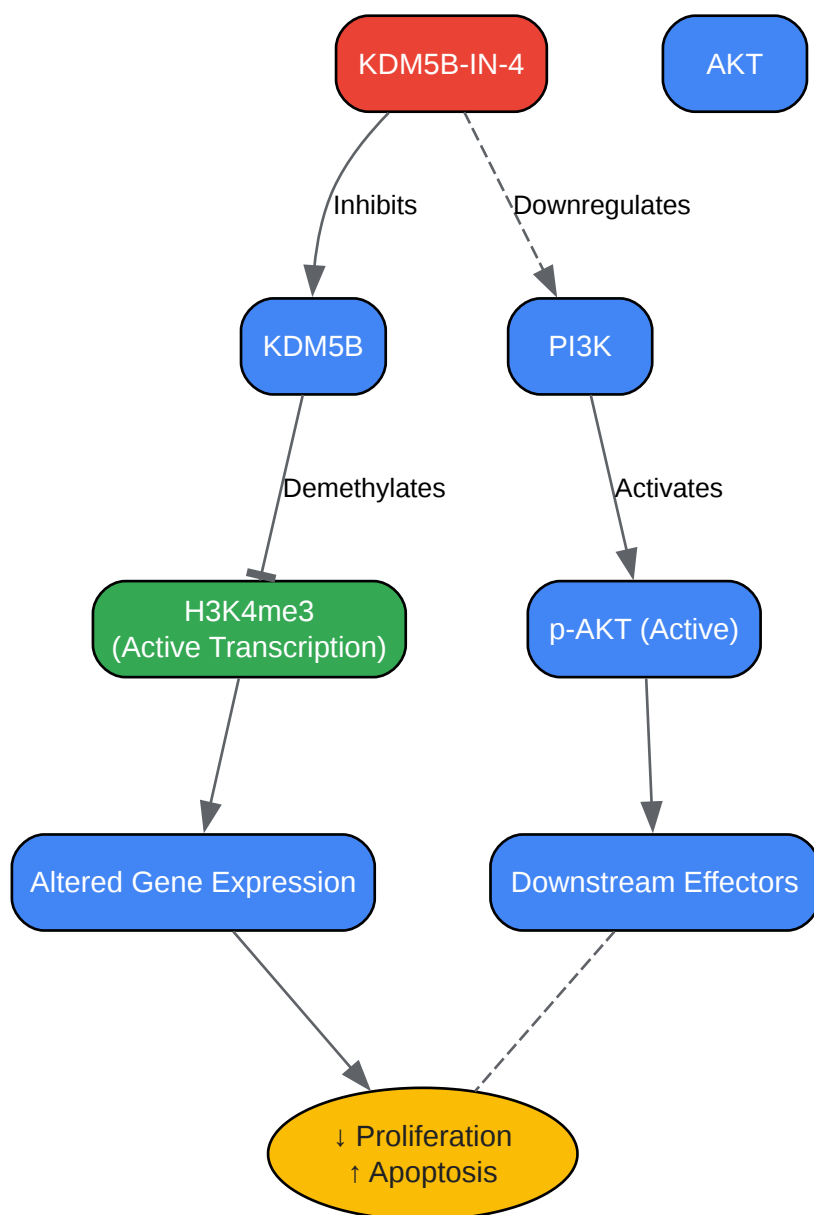 KDM5B-IN-4
AKT
Inhibits
Downregulates
KDM5B
PI3K
Demethylates
Activates
H3K4me3
(Active Transcription)
p-AKT (Active)
Altered Gene Expression
Downstream Effectors
↓ Proliferation
↑ Apoptosis